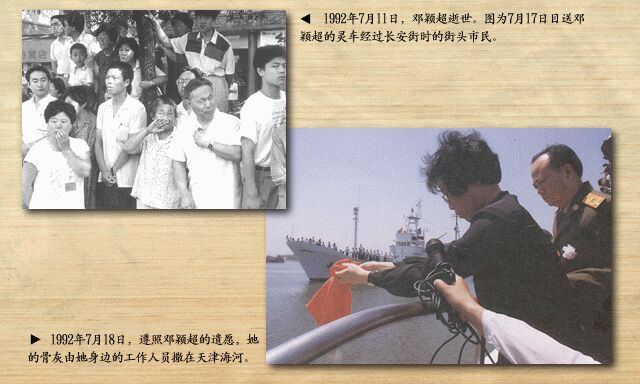 ◀ 1992年7月11日，邓颖超逝世。图为7月17日目送邓
颖超的灵车经过长安街时的街头市民。
▶ 1992年7月18日，遵照邓颖超的遗愿，她
的骨灰由她身边的工作人员撒在天津海河。